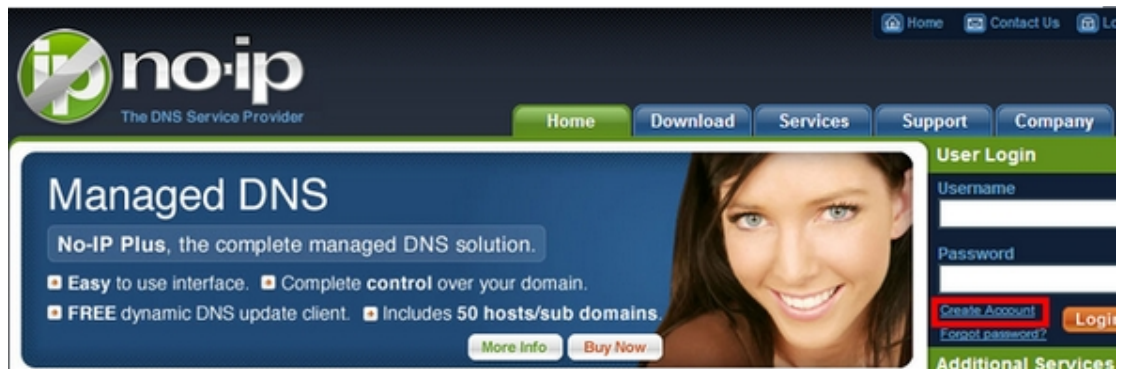 Home Contact Us
no·ip
The DNS Service Provider
Home Download Services Support Company
Managed DNS
No-IP Plus, the complete managed DNS solution.
Easy to use interface. Complete control over your domain.
FREE dynamic DNS update client. Includes 50 hosts/sub domains.
More Info Buy Now
User Login
Username
Password
Create Account
Login
Forgot password?
Additional Services